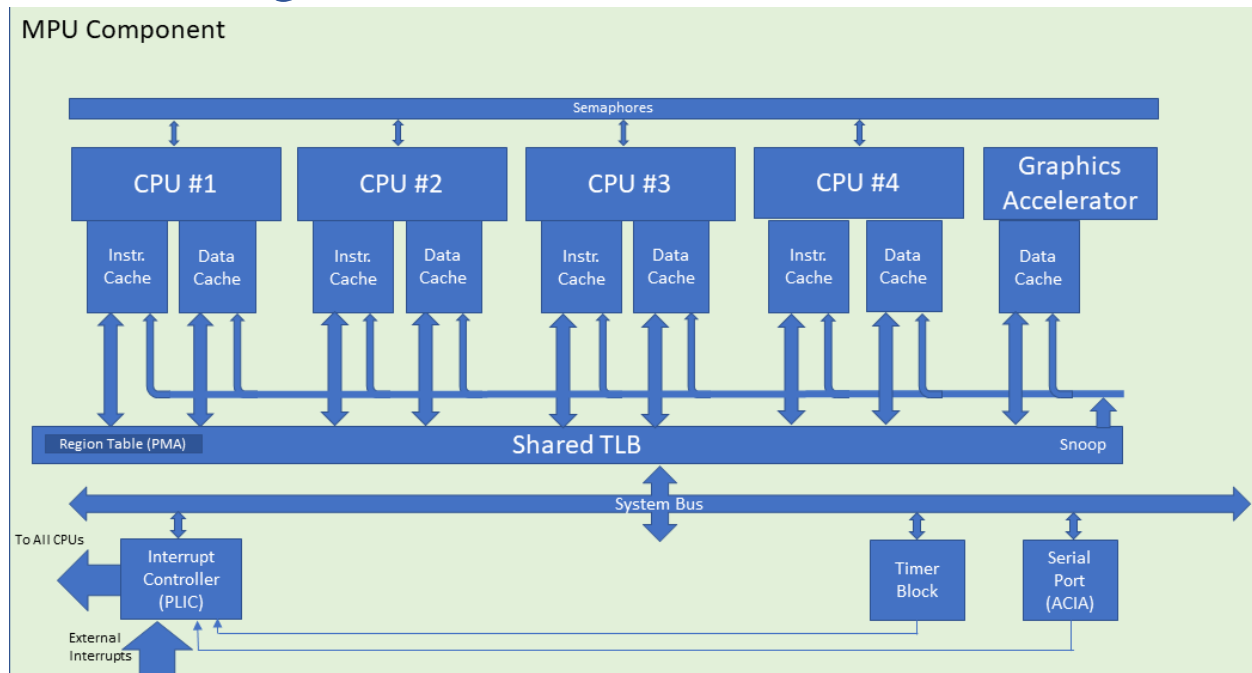 MPU Component
Semaphores
CPU #1
CPU #2
CPU #3
CPU #4
Graphics
Accelerator
Instr.
Cache
Data
Cache
Instr.
Cache
Data
Cache
Instr.
Cache
Data
Cache
Instr.
Cache
Data
Cache
Data
Cache
Region Table (PMA)
Shared TLB
Snoop
System Bus
To All CPUs
Interrupt
Controller
(PLIC)
Timer
Block
Serial
Port
(ACIA)
External
Interrupts